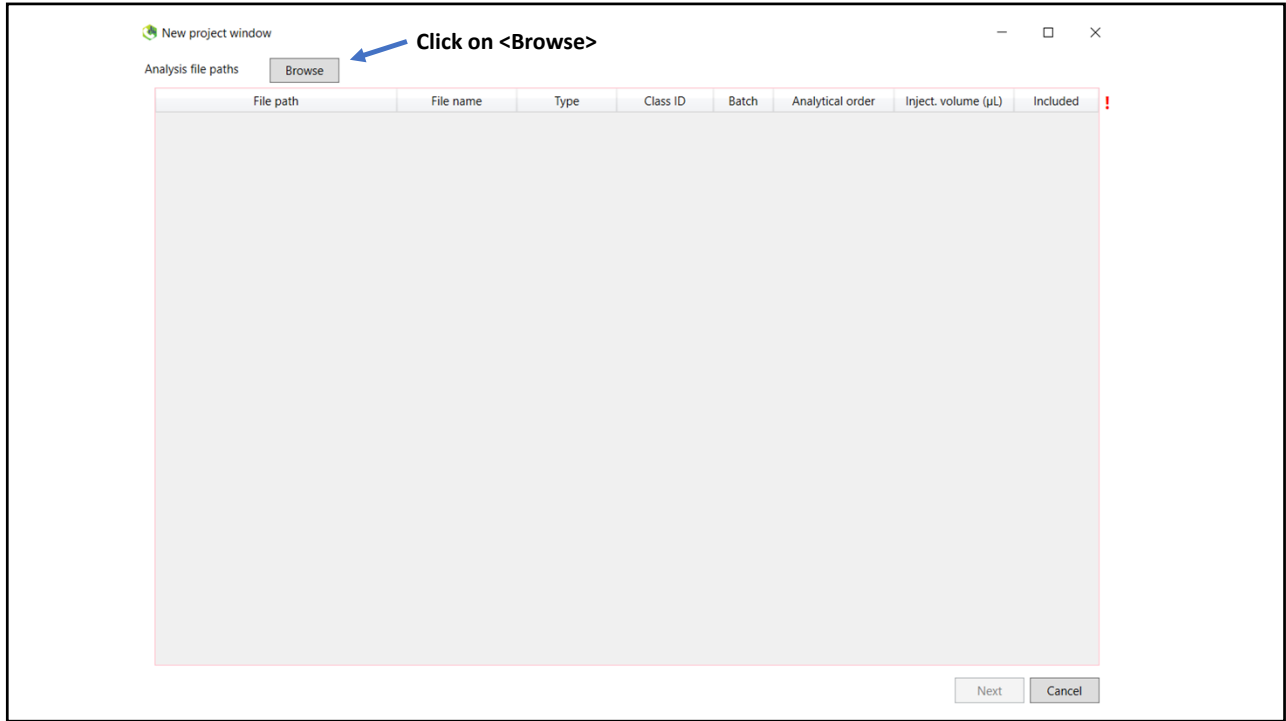 New project window
Click on <Browse>
Analysis file paths Browse
File path File name Type Class ID Batch Analytical order Inject. volume (µL) Included !
Next Cancel